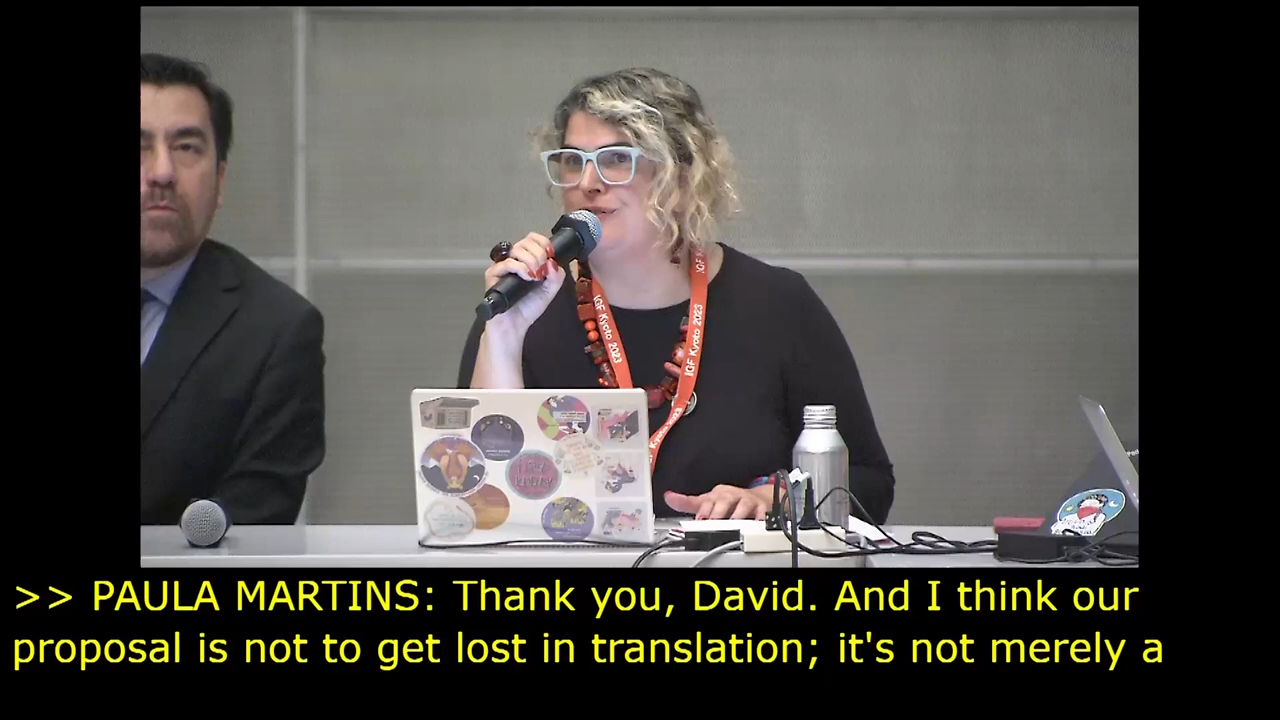 IGF Kyoto 2023
IGF Kyoto 2023
IGF
>> PAULA MARTINS: Thank you, David. And I think our
proposal is not to get lost in translation; it's not merely a